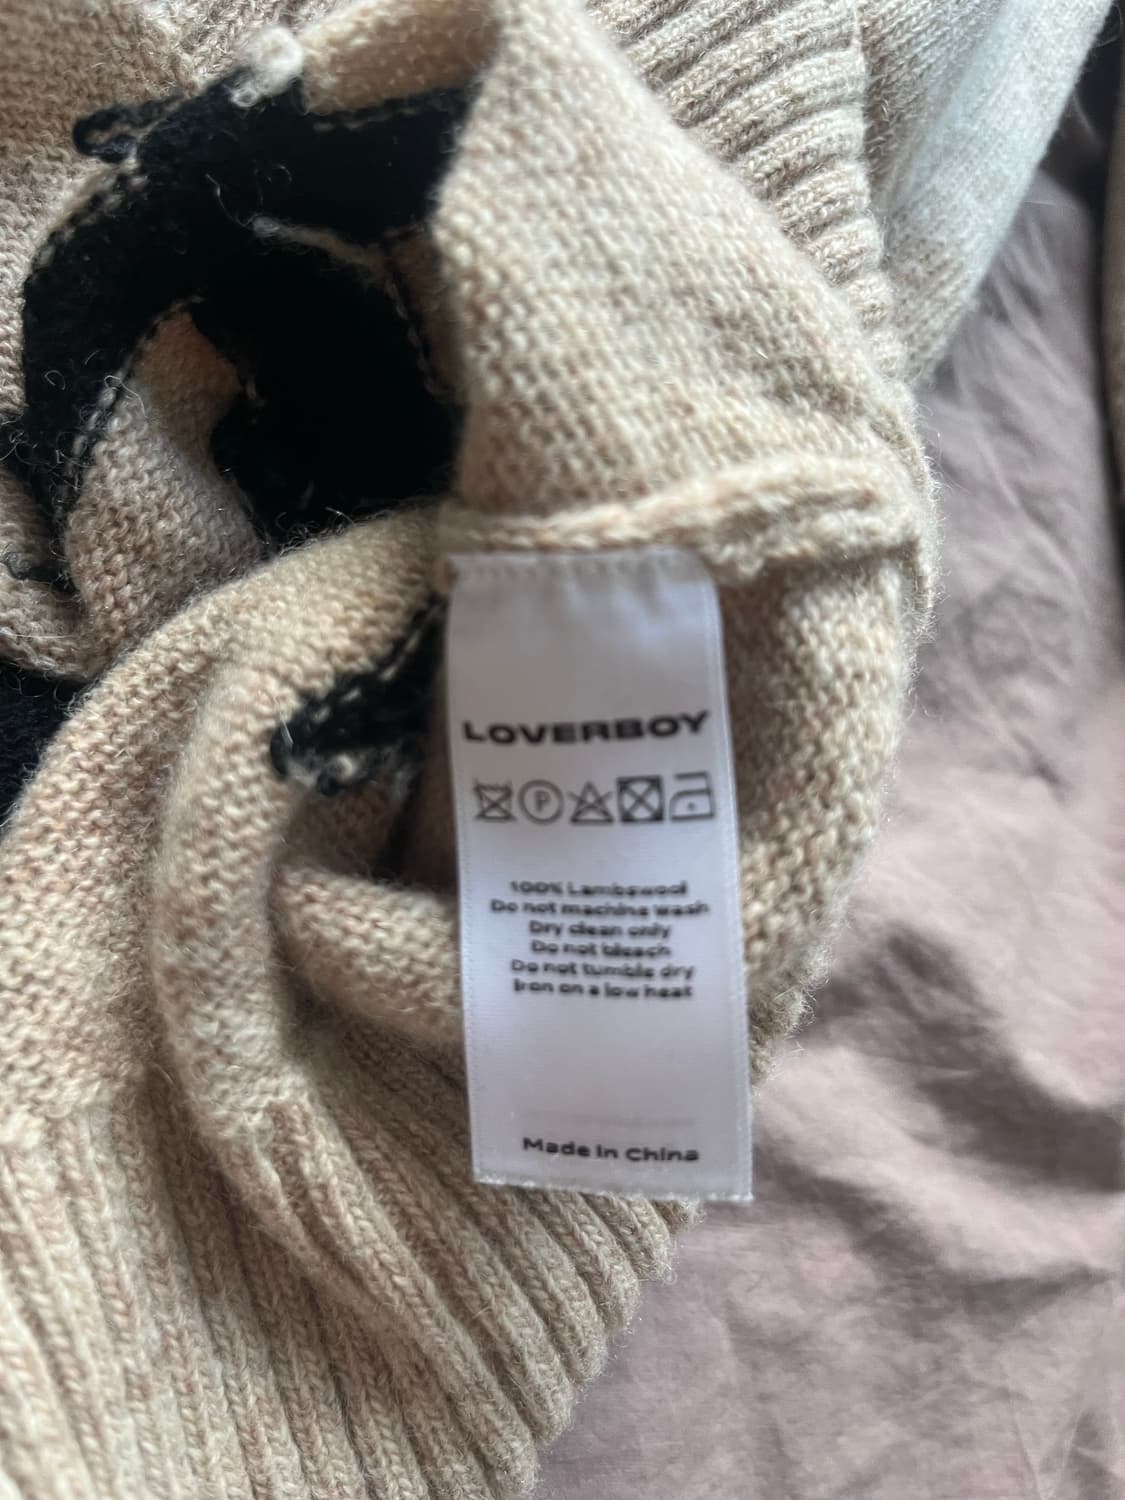 LOVERBOY
P
100% Lambswool
Do not machine wash
Dry clean only
Do not bleach
Do not tumble dry
Iron on a low heat
Made in China